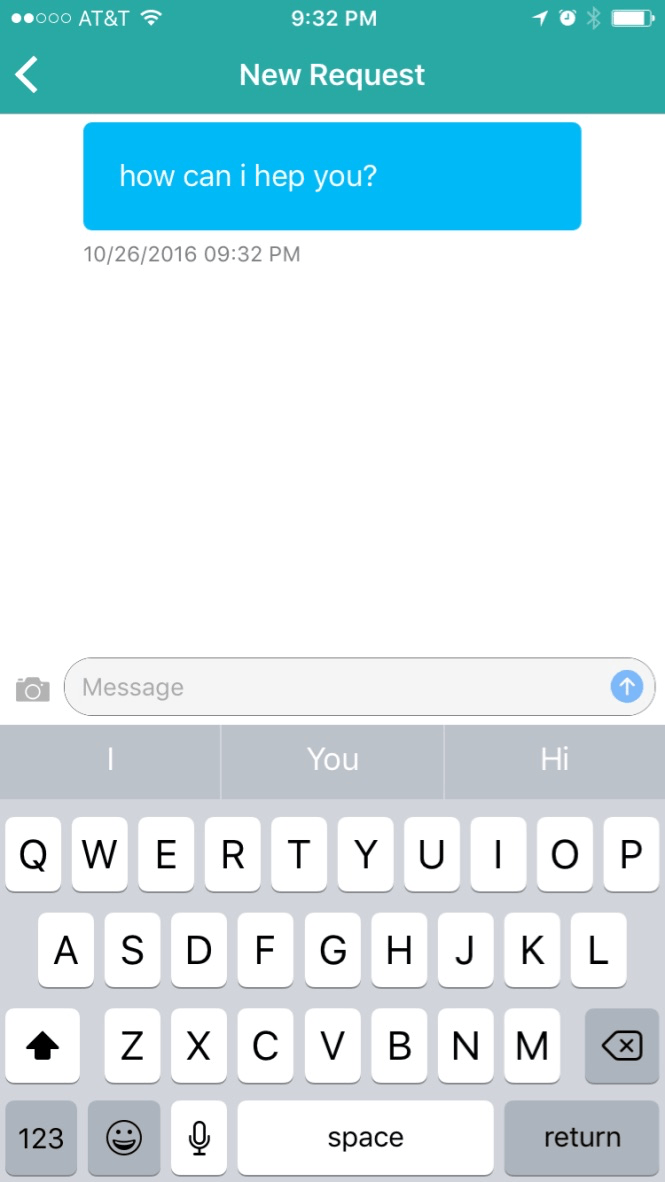 AT&T 9:32 PM
New Request
how can i hep you?
10/26/2016 09:32 PM
Message
I You Hi
Q W E R T Y U I O P
A S D F G H J K L
Z X C V B N M
123 space return